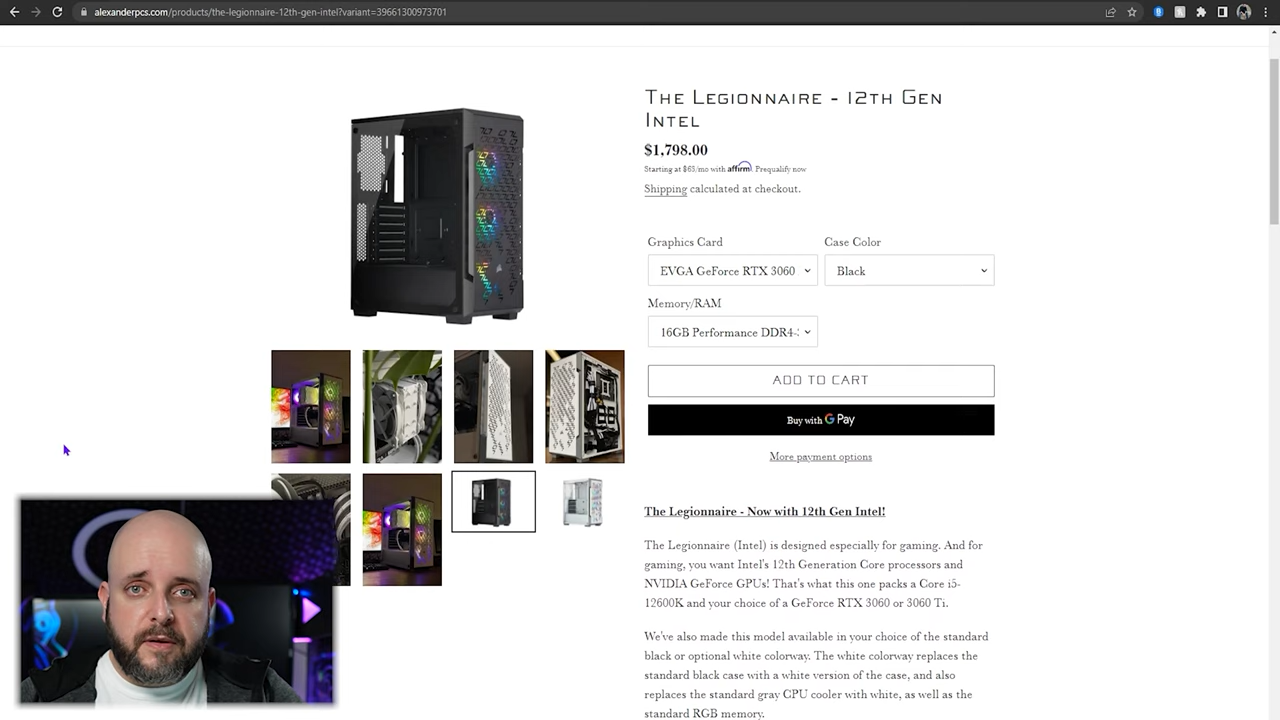 alexanderpcs.com/products/the-legionnaire-12th-gen-intel?variant=39661300973701
The Legionnaire - 12th Gen
Intel
$1,798.00
Starting at $63/mo with affirm. Prequalify now
Shipping calculated at checkout.
Graphics Card Case Color
EVGA GeForce RTX 3060 Black
Memory/RAM
16GB Performance DDR4-
ADD TO CART
Buy with G Pay
More payment options
The Legionnaire - Now with 12th Gen Intel!
The Legionnaire (Intel) is designed especially for gaming. And for
gaming, you want Intel's 12th Generation Core processors and
NVIDIA GeForce GPUs! That's what this one packs a Core i5-
12600K and your choice of a GeForce RTX 3060 or 3060 Ti.
We've also made this model available in your choice of the standard
black or optional white colorway. The white colorway replaces the
standard black case with a white version of the case, and also
replaces the standard gray CPU cooler with white, as well as the
standard RGB memory.